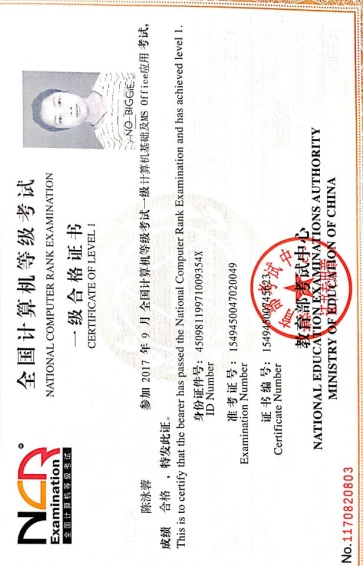 NCR
Examination
全国计算机等级考试
全国计算机等级考试
NATIONAL COMPUTER RANK EXAMINATION
一级合格证书
CERTIFICATE OF LEVEL 1
NO BIGGIE
陈泳蓉 参加 2017 年 9 月全国计算机等级考试一级计算机基础及MS Office应用 考试,
成绩 合格 ,特发此证。
This is to certify that the bearer has passed the National Computer Rank Examination and has achieved level 1.
身份证件号: 45098119971009354X
ID Number
准考证号: 1549450047020049
Examination Number
证书编号:
Certificate Number
教育部考试中心
NATIONAL EDUCATION EXAMINATIONS AUTHORITY
MINISTRY OF EDUCATION OF CHINA
No.1170820803